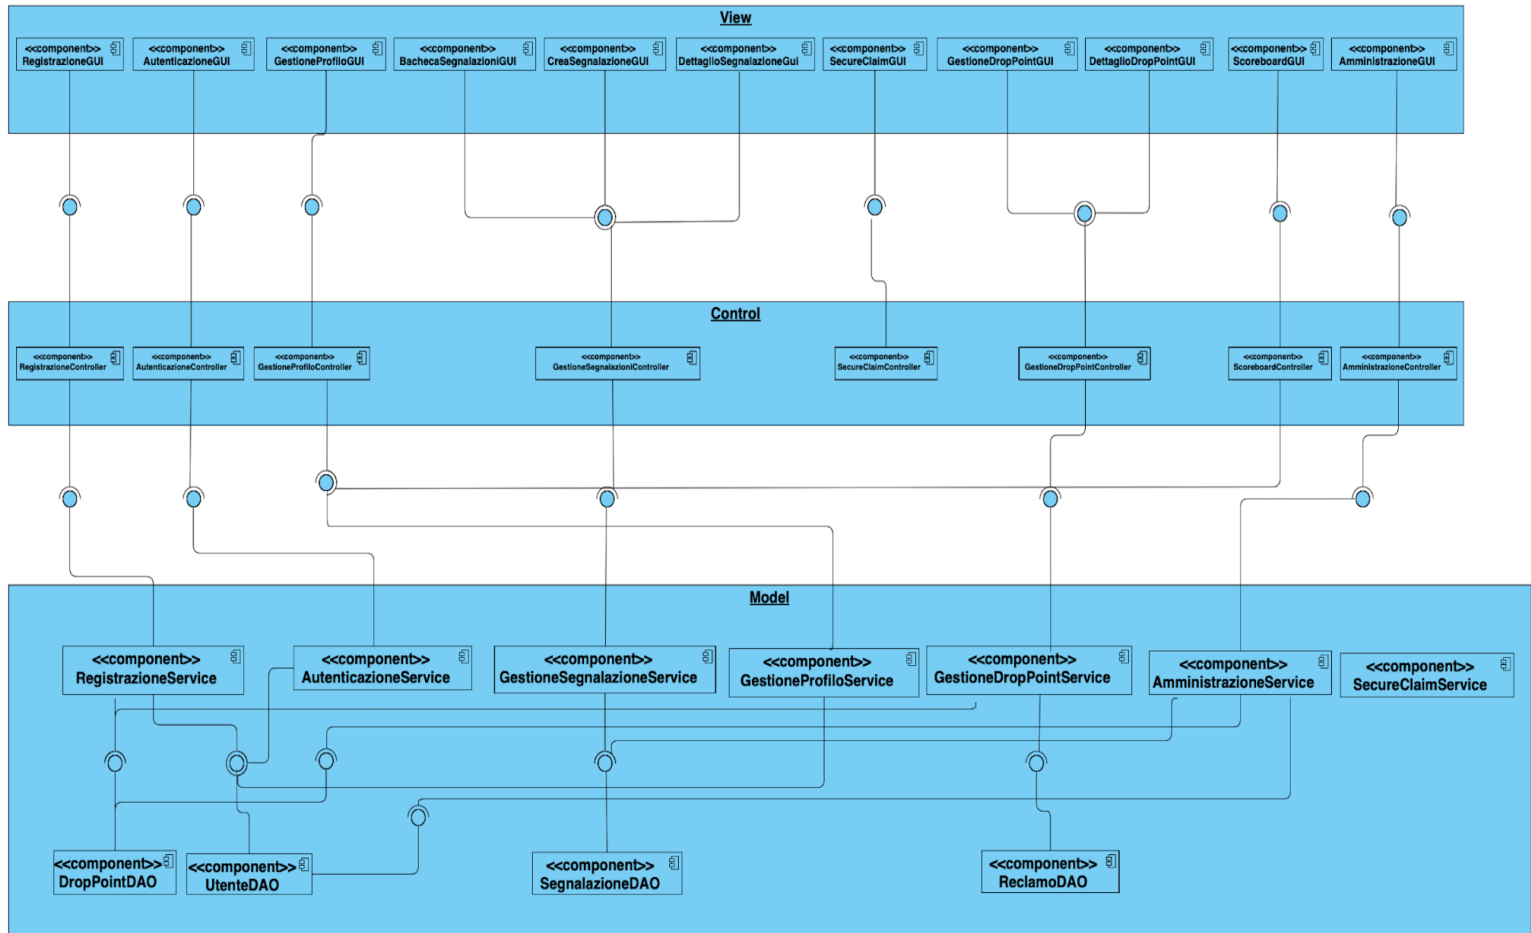 View
<<component>>
RegistrazioneGUI
<<component>>
AutenticazioneGUI
<<component>>
GestioneProfiloGUI
<<component>>
BachecaSegnalazioniGUI
<<component>>
CreaSegnalazioneGUI
<<component>>
DettaglioSegnalazioneGui
<<component>>
SecureClaimGUI
<<component>>
GestioneDropPointGUI
<<component>>
DettaglioDropPointGUI
<<component>>
ScoreboardGUI
<<component>>
AmministrazioneGUI
Control
<<component>>
RegistrazioneController
<<component>>
AutenticazioneController
<<component>>
GestioneProfiloController
<<component>>
GestioneSegnalazioniController
<<component>>
SecureClaimController
<<component>>
GestioneDropPointController
<<component>>
ScoreboardController
<<component>>
AmministrazioneController
Model
<<component>>
RegistrazioneService
<<component>>
AutenticazioneService
<<component>>
GestioneSegnalazioneService
<<component>>
GestioneProfiloService
<<component>>
GestioneDropPointService
<<component>>
AmministrazioneService
<<component>>
SecureClaimService
<<component>>
DropPointDAO
<<component>>
UtenteDAO
<<component>>
SegnalazioneDAO
<<component>>
ReclamoDAO